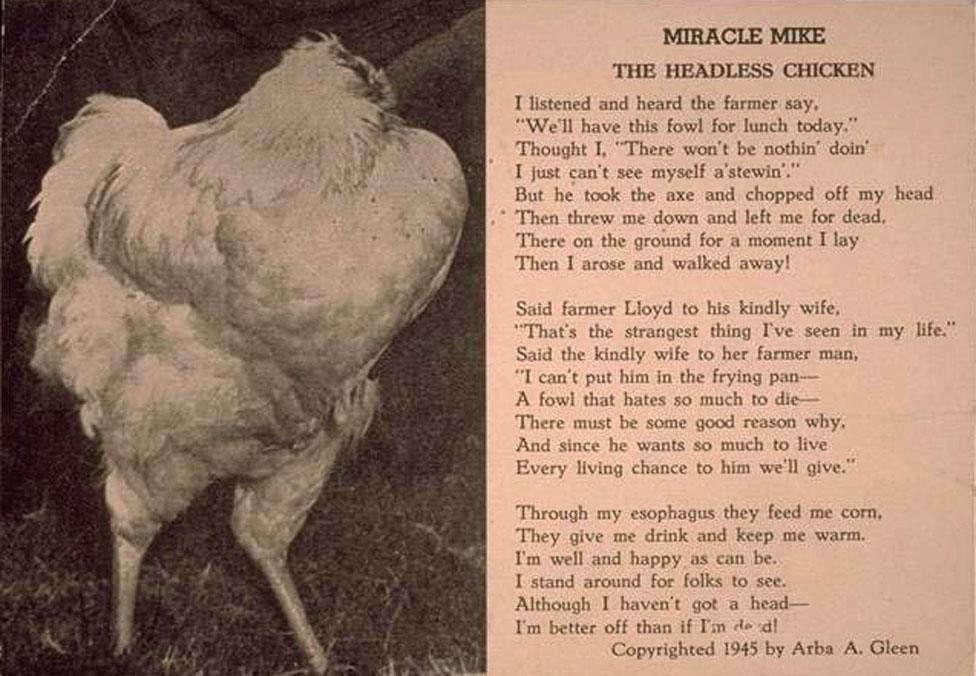 MIRACLE MIKE
THE HEADLESS CHICKEN
I listened and heard the farmer say,
"We'll have this fowl for lunch today."
Thought I, "There won't be nothin' doin'
I just can't see myself a'stewin'."
But he took the axe and chopped off my head
Then threw me down and left me for dead.
There on the ground for a moment I lay
Then I arose and walked away!
Said farmer Lloyd to his kindly wife,
"That's the strangest thing I've seen in my life."
Said the kindly wife to her farmer man,
"I can't put him in the frying pan—
A fowl that hates so much to die—
There must be some good reason why,
And since he wants so much to live
Every living chance to him we'll give."
Through my esophagus they feed me corn,
They give me drink and keep me warm.
I'm well and happy as can be.
I stand around for folks to see.
Although I haven't got a head—
I'm better off than if I'm dead!
Copyrighted 1945 by Arba A. Gleen